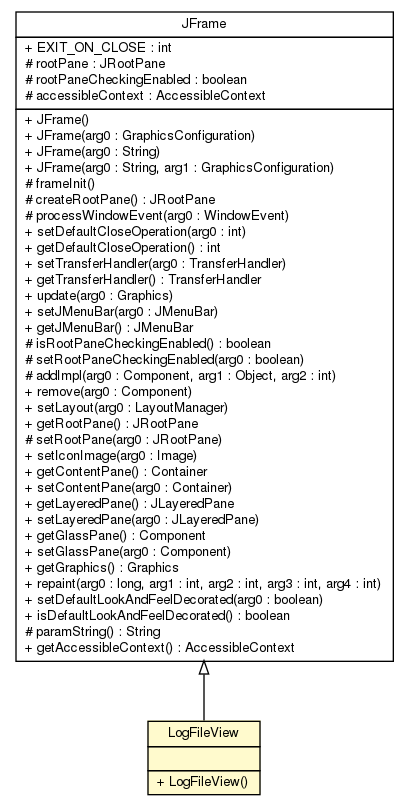 JFrame
+ EXIT_ON_CLOSE : int
# rootPane : JRootPane
# rootPaneCheckingEnabled : boolean
# accessibleContext : AccessibleContext
+ JFrame()
+ JFrame(arg0 : GraphicsConfiguration)
+ JFrame(arg0 : String)
+ JFrame(arg0 : String, arg1 : GraphicsConfiguration)
# frameInit()
# createRootPane() : JRootPane
# processWindowEvent(arg0 : WindowEvent)
+ setDefaultCloseOperation(arg0 : int)
+ getDefaultCloseOperation() : int
+ setTransferHandler(arg0 : TransferHandler)
+ getTransferHandler() : TransferHandler
+ update(arg0 : Graphics)
+ setJMenuBar(arg0 : JMenuBar)
+ getJMenuBar() : JMenuBar
# isRootPaneCheckingEnabled() : boolean
# setRootPaneCheckingEnabled(arg0 : boolean)
# addImpl(arg0 : Component, arg1 : Object, arg2 : int)
+ remove(arg0 : Component)
+ setLayout(arg0 : LayoutManager)
+ getRootPane() : JRootPane
# setRootPane(arg0 : JRootPane)
+ setIconImage(arg0 : Image)
+ getContentPane() : Container
+ setContentPane(arg0 : Container)
+ getLayeredPane() : JLayeredPane
+ setLayeredPane(arg0 : JLayeredPane)
+ getGlassPane() : Component
+ setGlassPane(arg0 : Component)
+ getGraphics() : Graphics
+ repaint(arg0 : long, arg1 : int, arg2 : int, arg3 : int, arg4 : int)
+ setDefaultLookAndFeelDecorated(arg0 : boolean)
+ isDefaultLookAndFeelDecorated() : boolean
# paramString() : String
+ getAccessibleContext() : AccessibleContext
LogFileView
+ LogFileView()